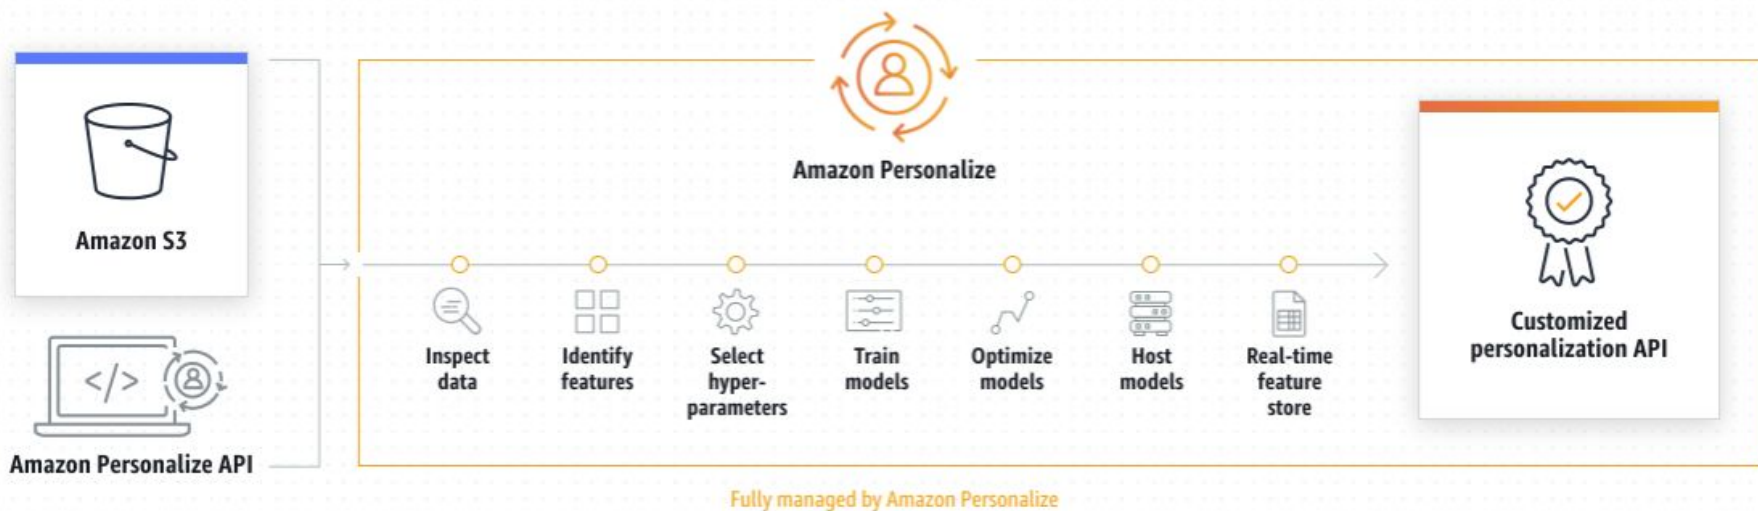 Amazon S3
Amazon Personalize API
</>
Amazon Personalize
Inspect
data
Identify
features
Select
hyper-
parameters
Train
models
Optimize
models
Host
models
Real-time
feature
store
Customized
personalization API
Fully managed by Amazon Personalize